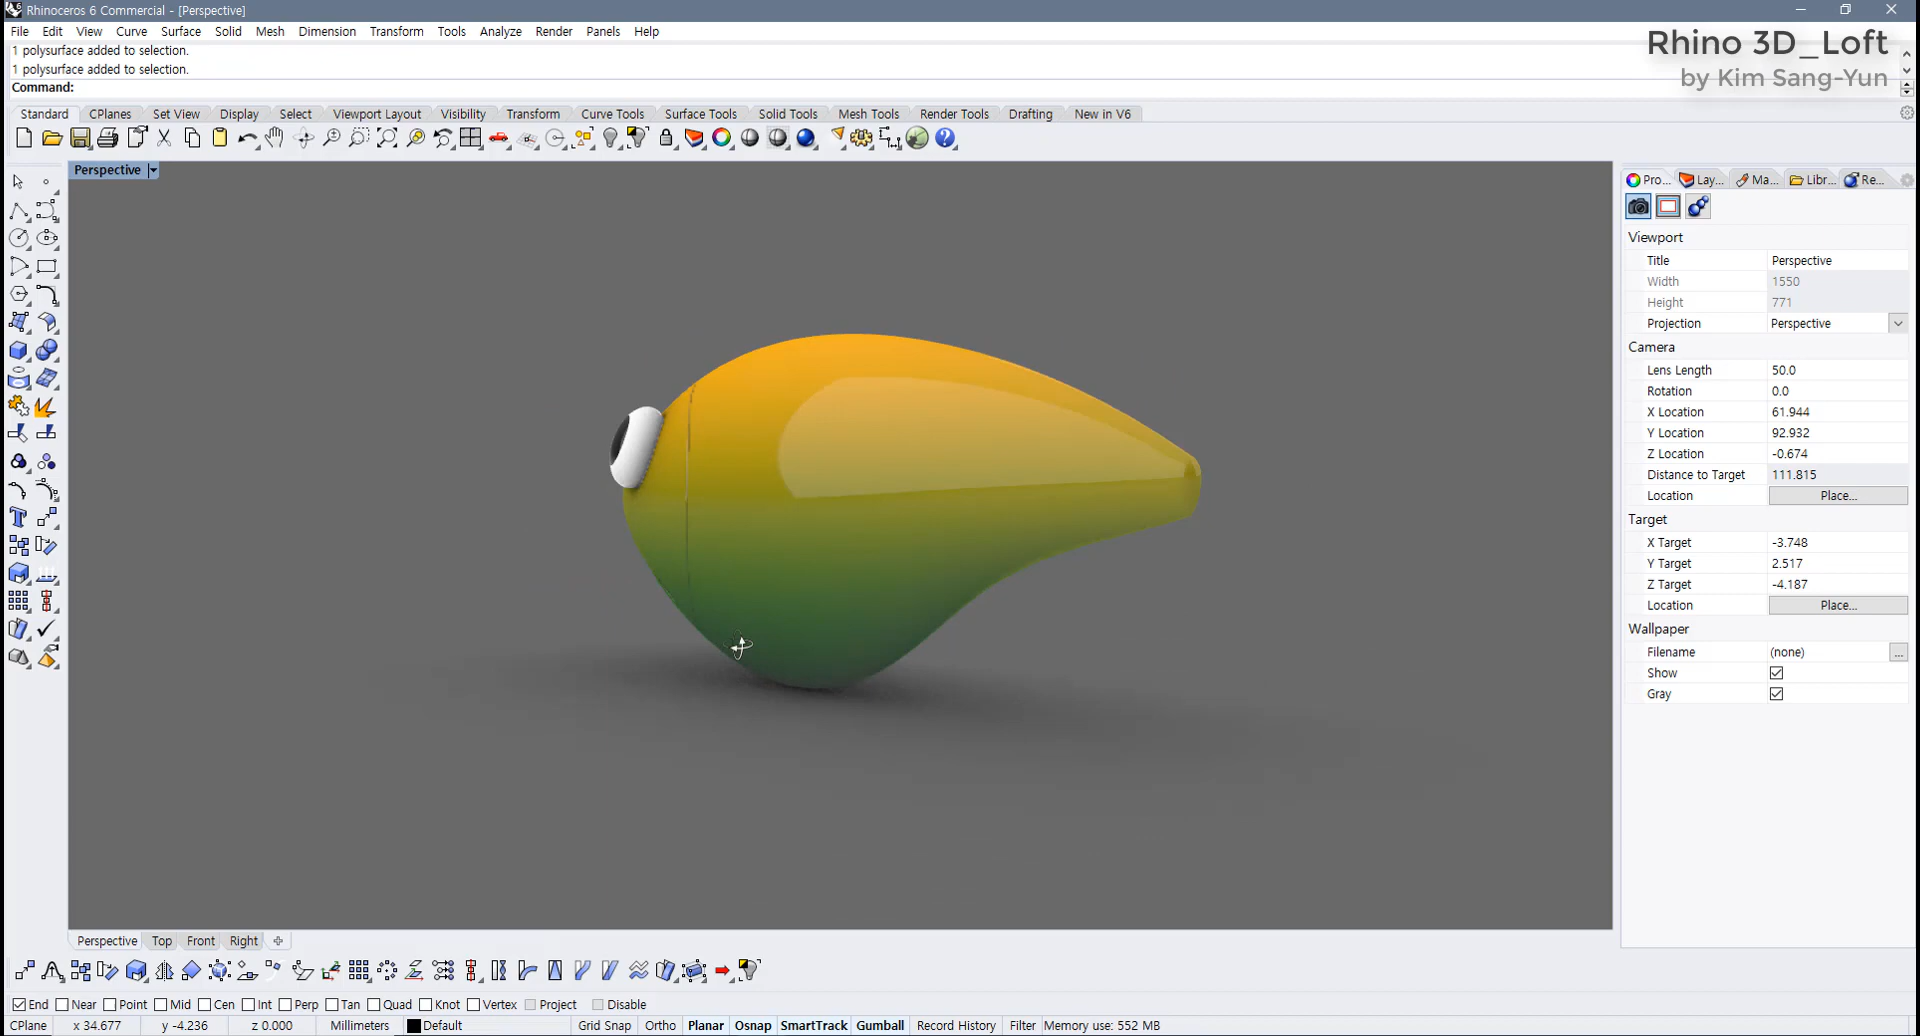 Rhinoceros 6 Commercial - [Perspective]
File Edit View Curve Surface Solid Mesh Dimension Transform Tools Analyze Render Panels Help
1 polysurface added to selection.
1 polysurface added to selection.
Command:
Rhino 3D_Loft
by Kim Sang-Yun
Standard CPlanes Set View Display Select Viewport Layout Visibility Transform Curve Tools Surface Tools Solid Tools Mesh Tools Render Tools Drafting New in V6
Perspective
Pro... Lay... Ma... Libr... Re...
Viewport
Title Perspective
Width 1550
Height 771
Projection Perspective
Camera
Lens Length 50.0
Rotation 0.0
X Location 61.944
Y Location 92.932
Z Location -0.674
Distance to Target 111.815
Location Place...
Target
X Target -3.748
Y Target 2.517
Z Target -4.187
Location Place...
Wallpaper
Filename (none) ...
Show
Gray
Perspective Top Front Right
End Near Point Mid Cen Int Perp Tan Quad Knot Vertex Project Disable
CPlane x 34.677 y -4.236 z 0.000 Millimeters Default Grid Snap Ortho Planar Osnap SmartTrack Gumball Record History Filter Memory use: 552 MB